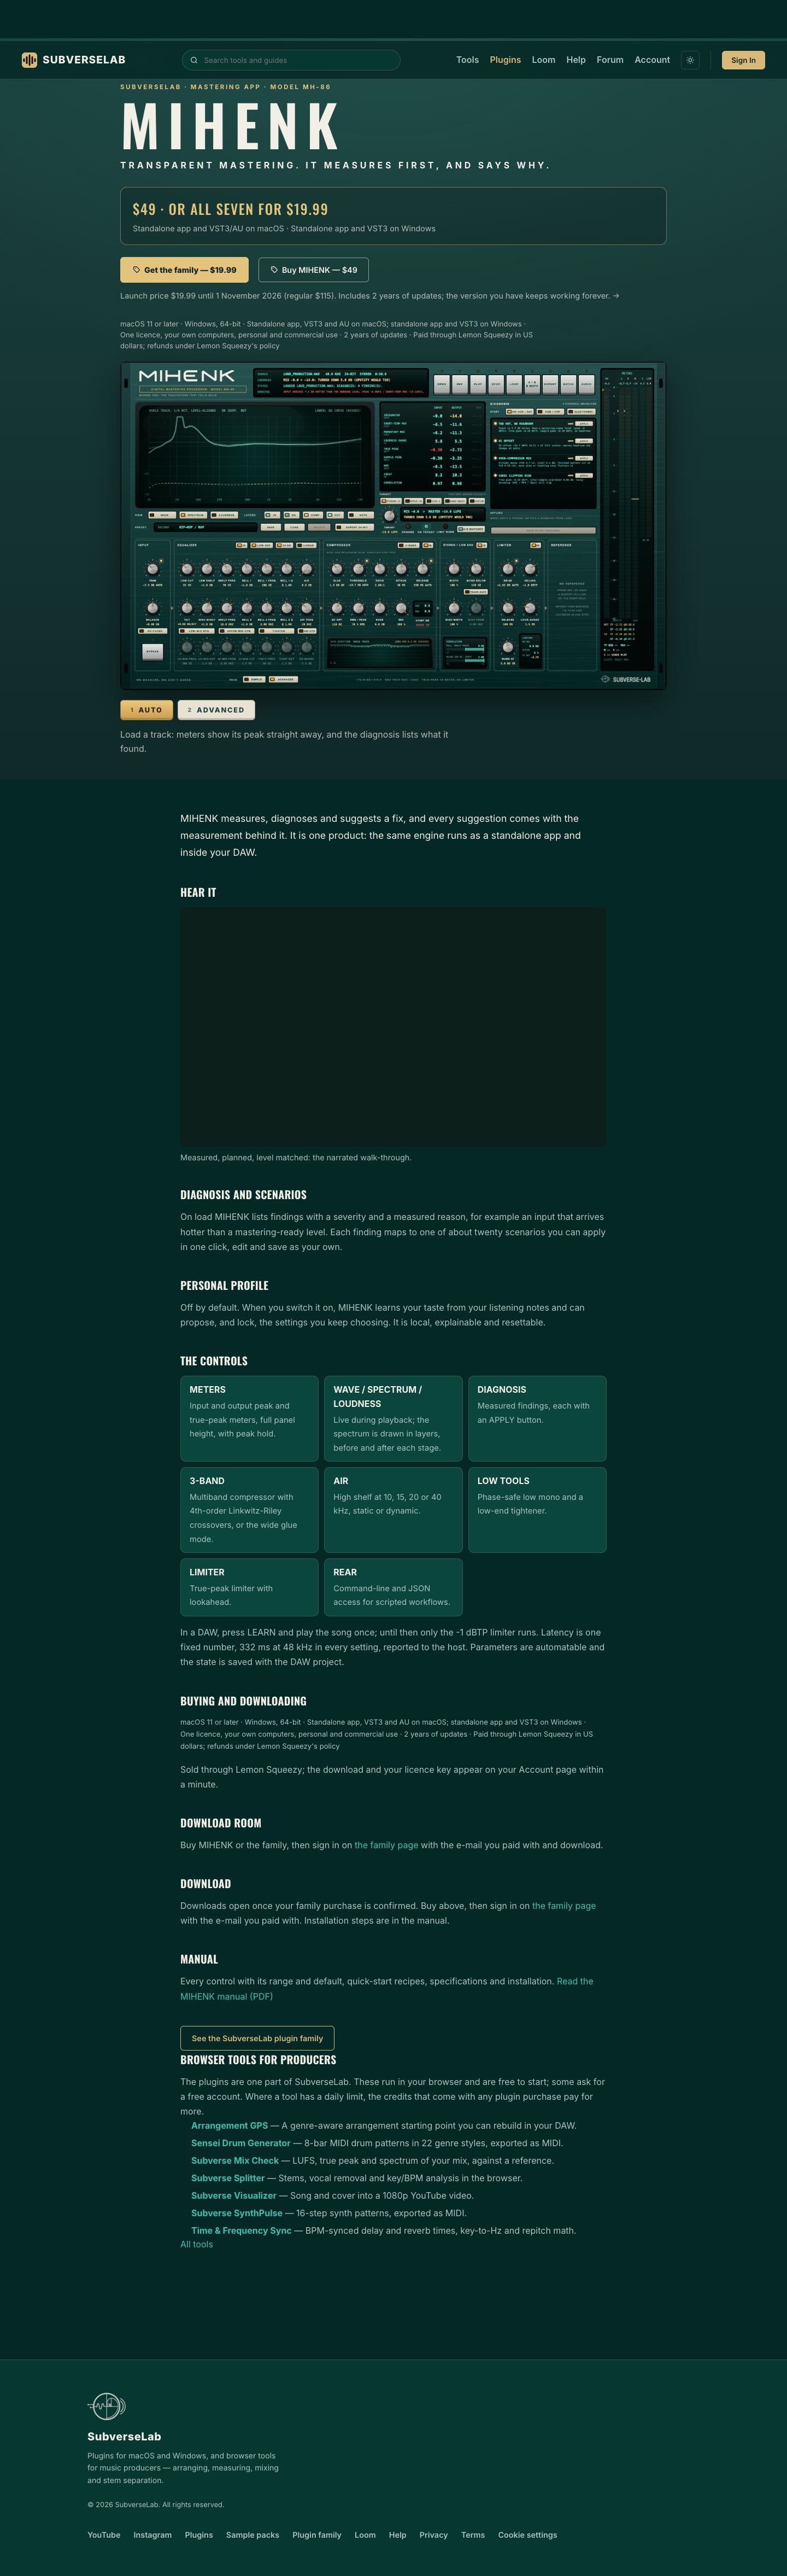 SUBVERSELAB
Search tools and guides
Tools Plugins Loom Help Forum Account Sign In
SUBVERSELAB · MASTERING APP · MODEL MH-86
MIHENK
TRANSPARENT MASTERING. IT MEASURES FIRST, AND SAYS WHY.
$49 · OR ALL SEVEN FOR $19.99
Standalone app and VST3/AU on macOS · Standalone app and VST3 on Windows
Get the family — $19.99 Buy MIHENK — $49
Launch price $19.99 until 1 November 2026 (regular $115). Includes 2 years of updates; the version you have keeps working forever. →
macOS 11 or later · Windows, 64-bit · Standalone app, VST3 and AU on macOS; standalone app and VST3 on Windows ·
One licence, your own computers, personal and commercial use · 2 years of updates · Paid through Lemon Squeezy in US
dollars; refunds under Lemon Squeezy's policy
MIHENK
INPUT EQUALIZER COMPRESSOR LIMITER REFERENCE
BYPASS
SUBVERSE-LAB
1 AUTO 2 ADVANCED
Load a track: meters show its peak straight away, and the diagnosis lists what it
found.
MIHENK measures, diagnoses and suggests a fix, and every suggestion comes with the
measurement behind it. It is one product: the same engine runs as a standalone app and
inside your DAW.
HEAR IT
Measured, planned, level matched: the narrated walk-through.
DIAGNOSIS AND SCENARIOS
On load MIHENK lists findings with a severity and a measured reason, for example an input that arrives
hotter than a mastering-ready level. Each finding maps to one of about twenty scenarios you can apply
in one click, edit and save as your own.
PERSONAL PROFILE
Off by default. When you switch it on, MIHENK learns your taste from your listening notes and can
propose, and lock, the settings you keep choosing. It is local, explainable and resettable.
THE CONTROLS
METERS
Input and output peak and
true-peak meters, full panel
height, with peak hold.
WAVE / SPECTRUM /
LOUDNESS
Live during playback; the
spectrum is drawn in layers,
before and after each stage.
DIAGNOSIS
Measured findings, each with
an APPLY button.
3-BAND
Multiband compressor with
4th-order Linkwitz-Riley
crossovers, or the wide glue
mode.
AIR
High shelf at 10, 15, 20 or 40
kHz, static or dynamic.
LOW TOOLS
Phase-safe low mono and a
low-end tightener.
LIMITER
True-peak limiter with
lookahead.
REAR
Command-line and JSON
access for scripted workflows.
In a DAW, press LEARN and play the song once; until then only the -1 dBTP limiter runs. Latency is one
fixed number, 332 ms at 48 kHz in every setting, reported to the host. Parameters are automatable and
the state is saved with the DAW project.
BUYING AND DOWNLOADING
macOS 11 or later · Windows, 64-bit · Standalone app, VST3 and AU on macOS; standalone app and VST3 on Windows ·
One licence, your own computers, personal and commercial use · 2 years of updates · Paid through Lemon Squeezy in US
dollars; refunds under Lemon Squeezy's policy
Sold through Lemon Squeezy; the download and your licence key appear on your Account page within
a minute.
DOWNLOAD ROOM
Buy MIHENK or the family, then sign in on the family page with the e-mail you paid with and download.
DOWNLOAD
Downloads open once your family purchase is confirmed. Buy above, then sign in on the family page
with the e-mail you paid with. Installation steps are in the manual.
MANUAL
Every control with its range and default, quick-start recipes, specifications and installation. Read the
MIHENK manual (PDF)
See the SubverseLab plugin family
BROWSER TOOLS FOR PRODUCERS
The plugins are one part of SubverseLab. These run in your browser and are free to start; some ask for
a free account. Where a tool has a daily limit, the credits that come with any plugin purchase pay for
more.
Arrangement GPS — A genre-aware arrangement starting point you can rebuild in your DAW.
Sensei Drum Generator — 8-bar MIDI drum patterns in 22 genre styles, exported as MIDI.
Subverse Mix Check — LUFS, true peak and spectrum of your mix, against a reference.
Subverse Splitter — Stems, vocal removal and key/BPM analysis in the browser.
Subverse Visualizer — Song and cover into a 1080p YouTube video.
Subverse SynthPulse — 16-step synth patterns, exported as MIDI.
Time & Frequency Sync — BPM-synced delay and reverb times, key-to-Hz and repitch math.
All tools
SubverseLab
Plugins for macOS and Windows, and browser tools
for music producers — arranging, measuring, mixing
and stem separation.
© 2026 SubverseLab. All rights reserved.
YouTube Instagram Plugins Sample packs Plugin family Loom Help Privacy Terms Cookie settings